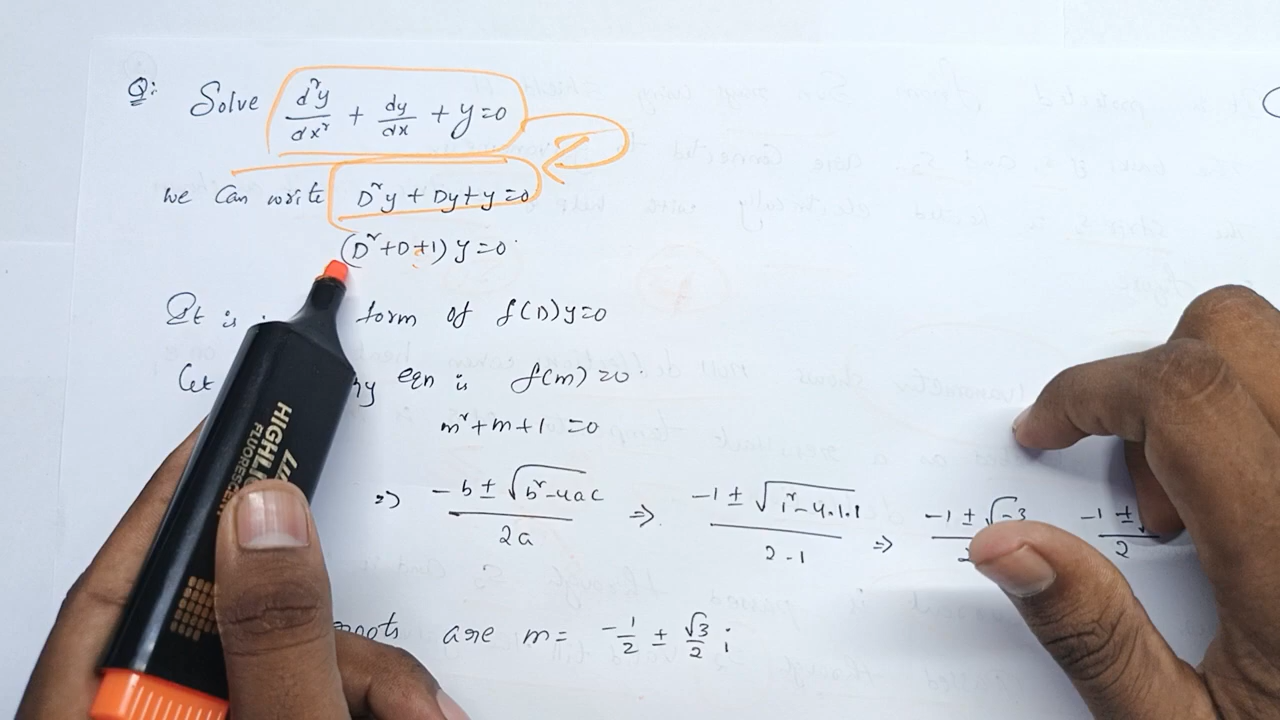 Q: Solve d²y/dx² + dy/dx + y=0
we can write D²y + Dy + y = 0
(D²+D+1) y = 0
It is form of f(D)y=0
Let eqn is f(m) = 0
m²+m+1 = 0
=> -b ± √b²-4ac / 2a => -1 ± √1²-4.1.1 / 2-1 => -1 ± √-3 -1 ± / 2
roots are m = -1/2 ± √3/2 i
HIGHLI
FLUORESCENT